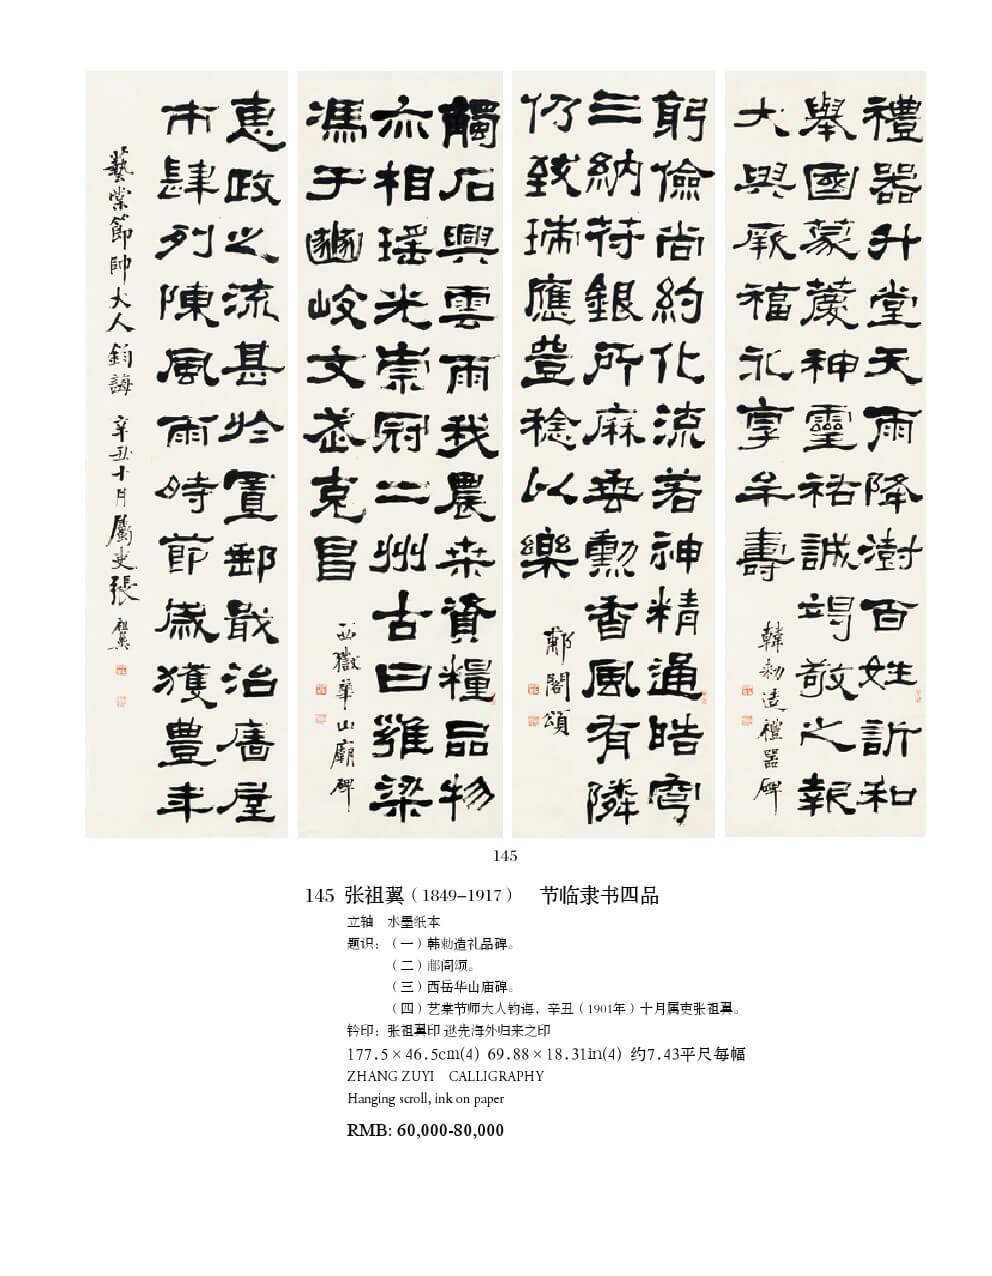 禮器升堂天雨降澍百姓訢和
舉國蒙慶神靈祐誠竭敬之報
大與厥福永享牟壽
韓勑造禮器碑
躬儉尚約化流若神精通晧穹
三納符銀所麻垂勳香風有隣
仍致瑞應豊稔以樂
郙閣頌
觸石興雲雨我農桒資糧品物
亦相瑶光崇冠二州古曰雍梁
馮于豳岐文武克昌
西嶽華山廟碑
惠政之流甚於置郵㪚治廧屋
市肆列陳風雨時節歲獲豊年
藝棠節帥大人鈞誨 辛丑十月屬吏張祖翼
145
145 张祖翼（1849-1917） 节临隶书四品
立轴 水墨纸本
题识：（一）韩勑造礼品碑。
（二）郙阁颂。
（三）西岳华山庙碑。
（四）艺棠节师大人钧诲，辛丑（1901年）十月属吏张祖翼。
钤印：张祖翼印 逖先海外归来之印
177.5×46.5cm(4) 69.88×18.31in(4) 约7.43平尺每幅
ZHANG ZUYI CALLIGRAPHY
Hanging scroll, ink on paper
RMB: 60,000-80,000